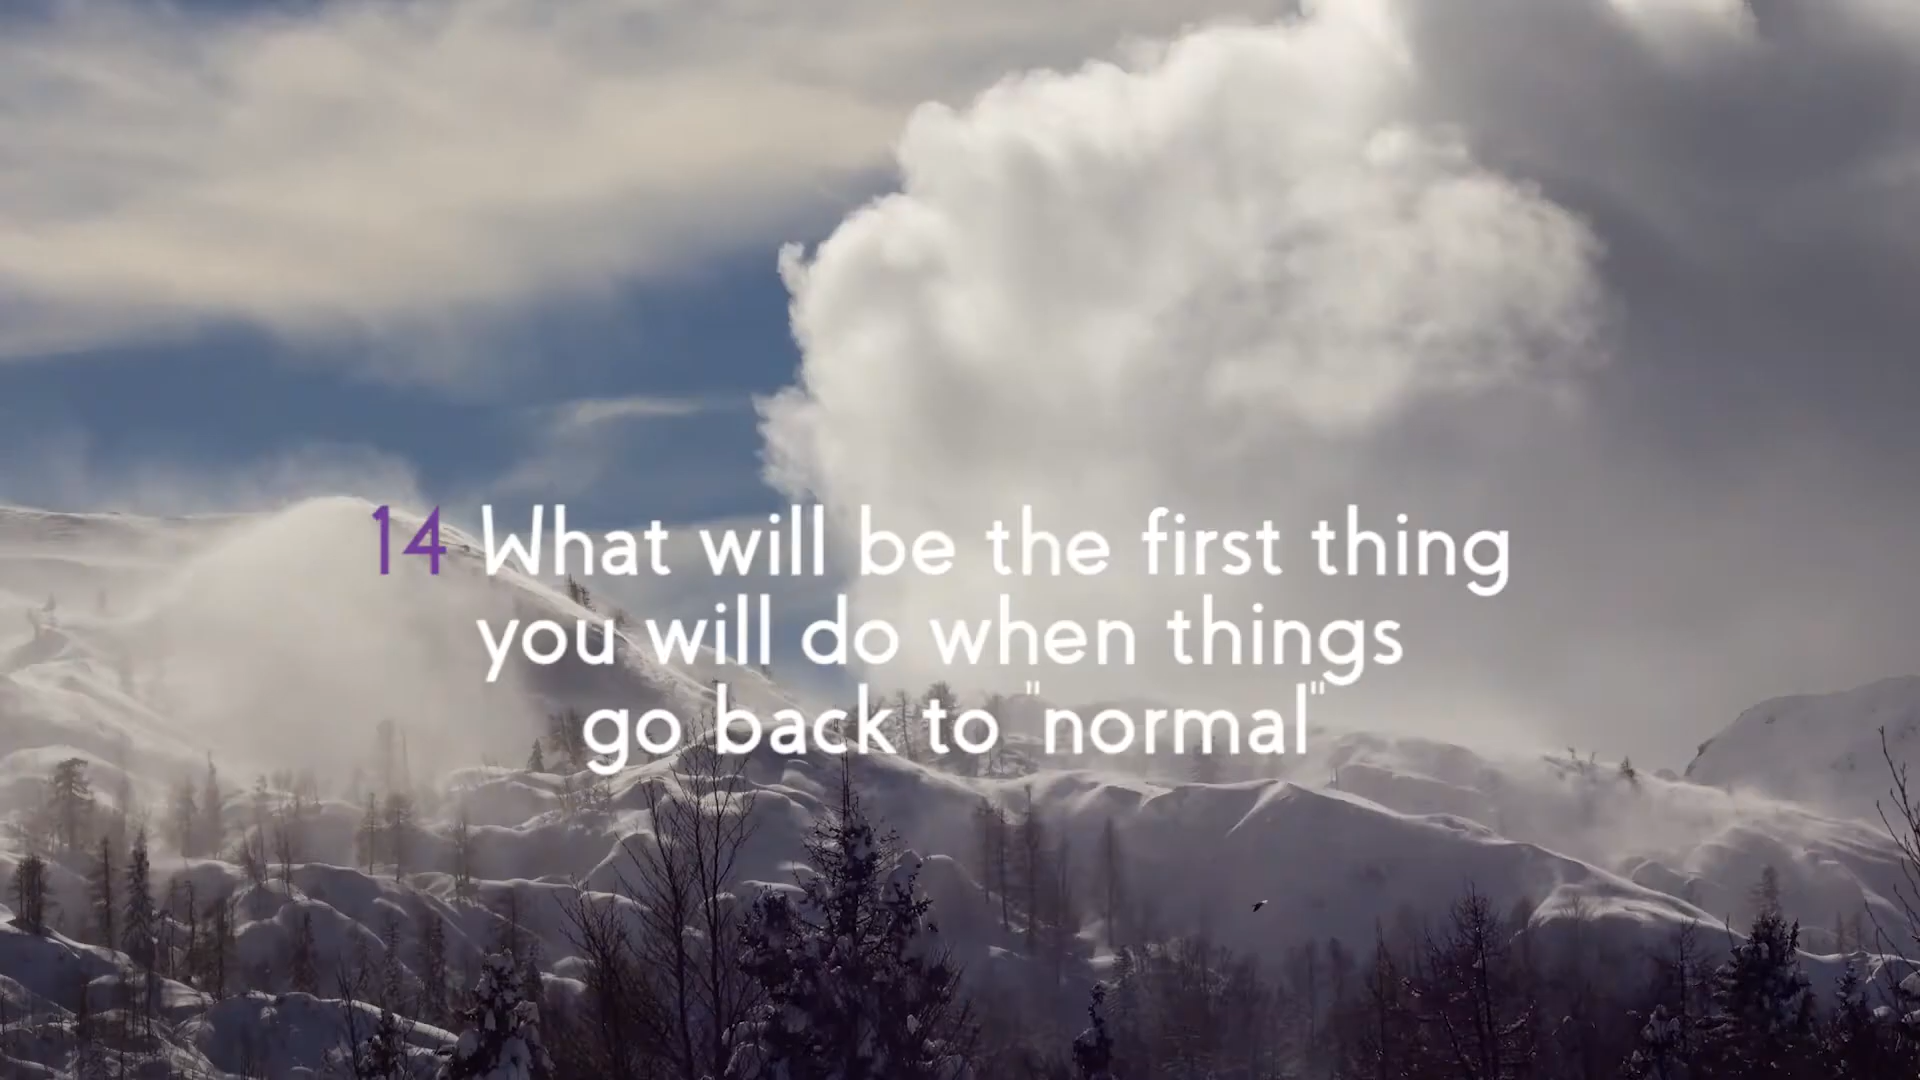 14 What will be the first thing
you will do when things
go back to "normal"